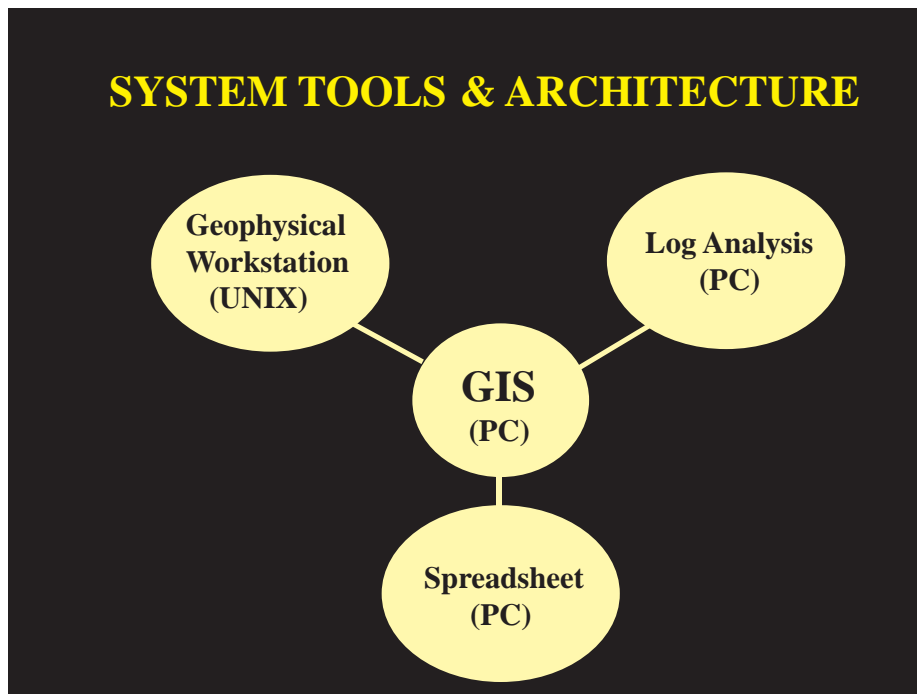 SYSTEM TOOLS & ARCHITECTURE
Geophysical
Workstation
(UNIX)
Log Analysis
(PC)
GIS
(PC)
Spreadsheet
(PC)